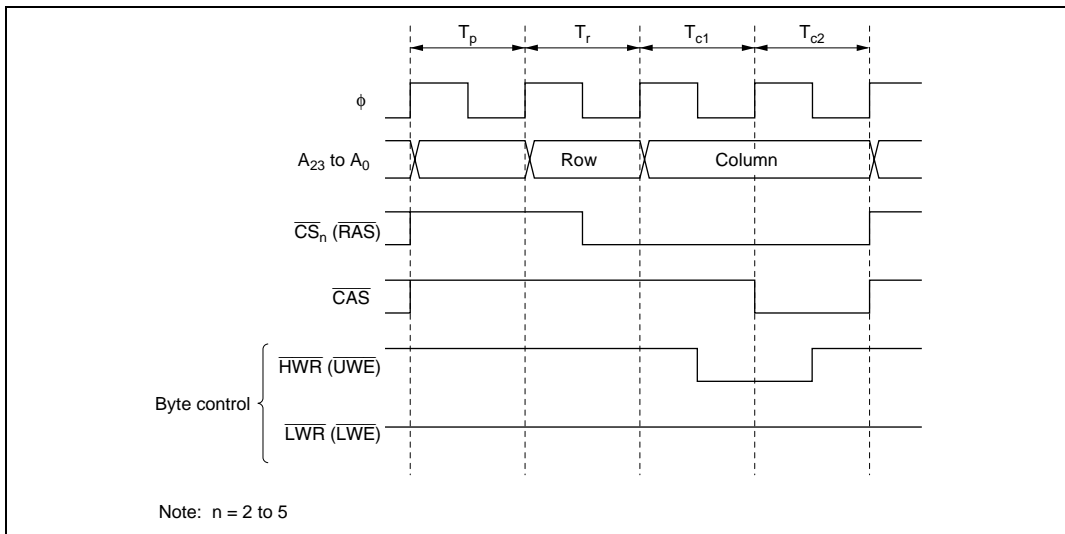 Tp Tr Tc1 Tc2
ϕ
A23 to A0 Row Column
CSn (RAS)
CAS
HWR (UWE)
Byte control
LWR (LWE)
Note: n = 2 to 5